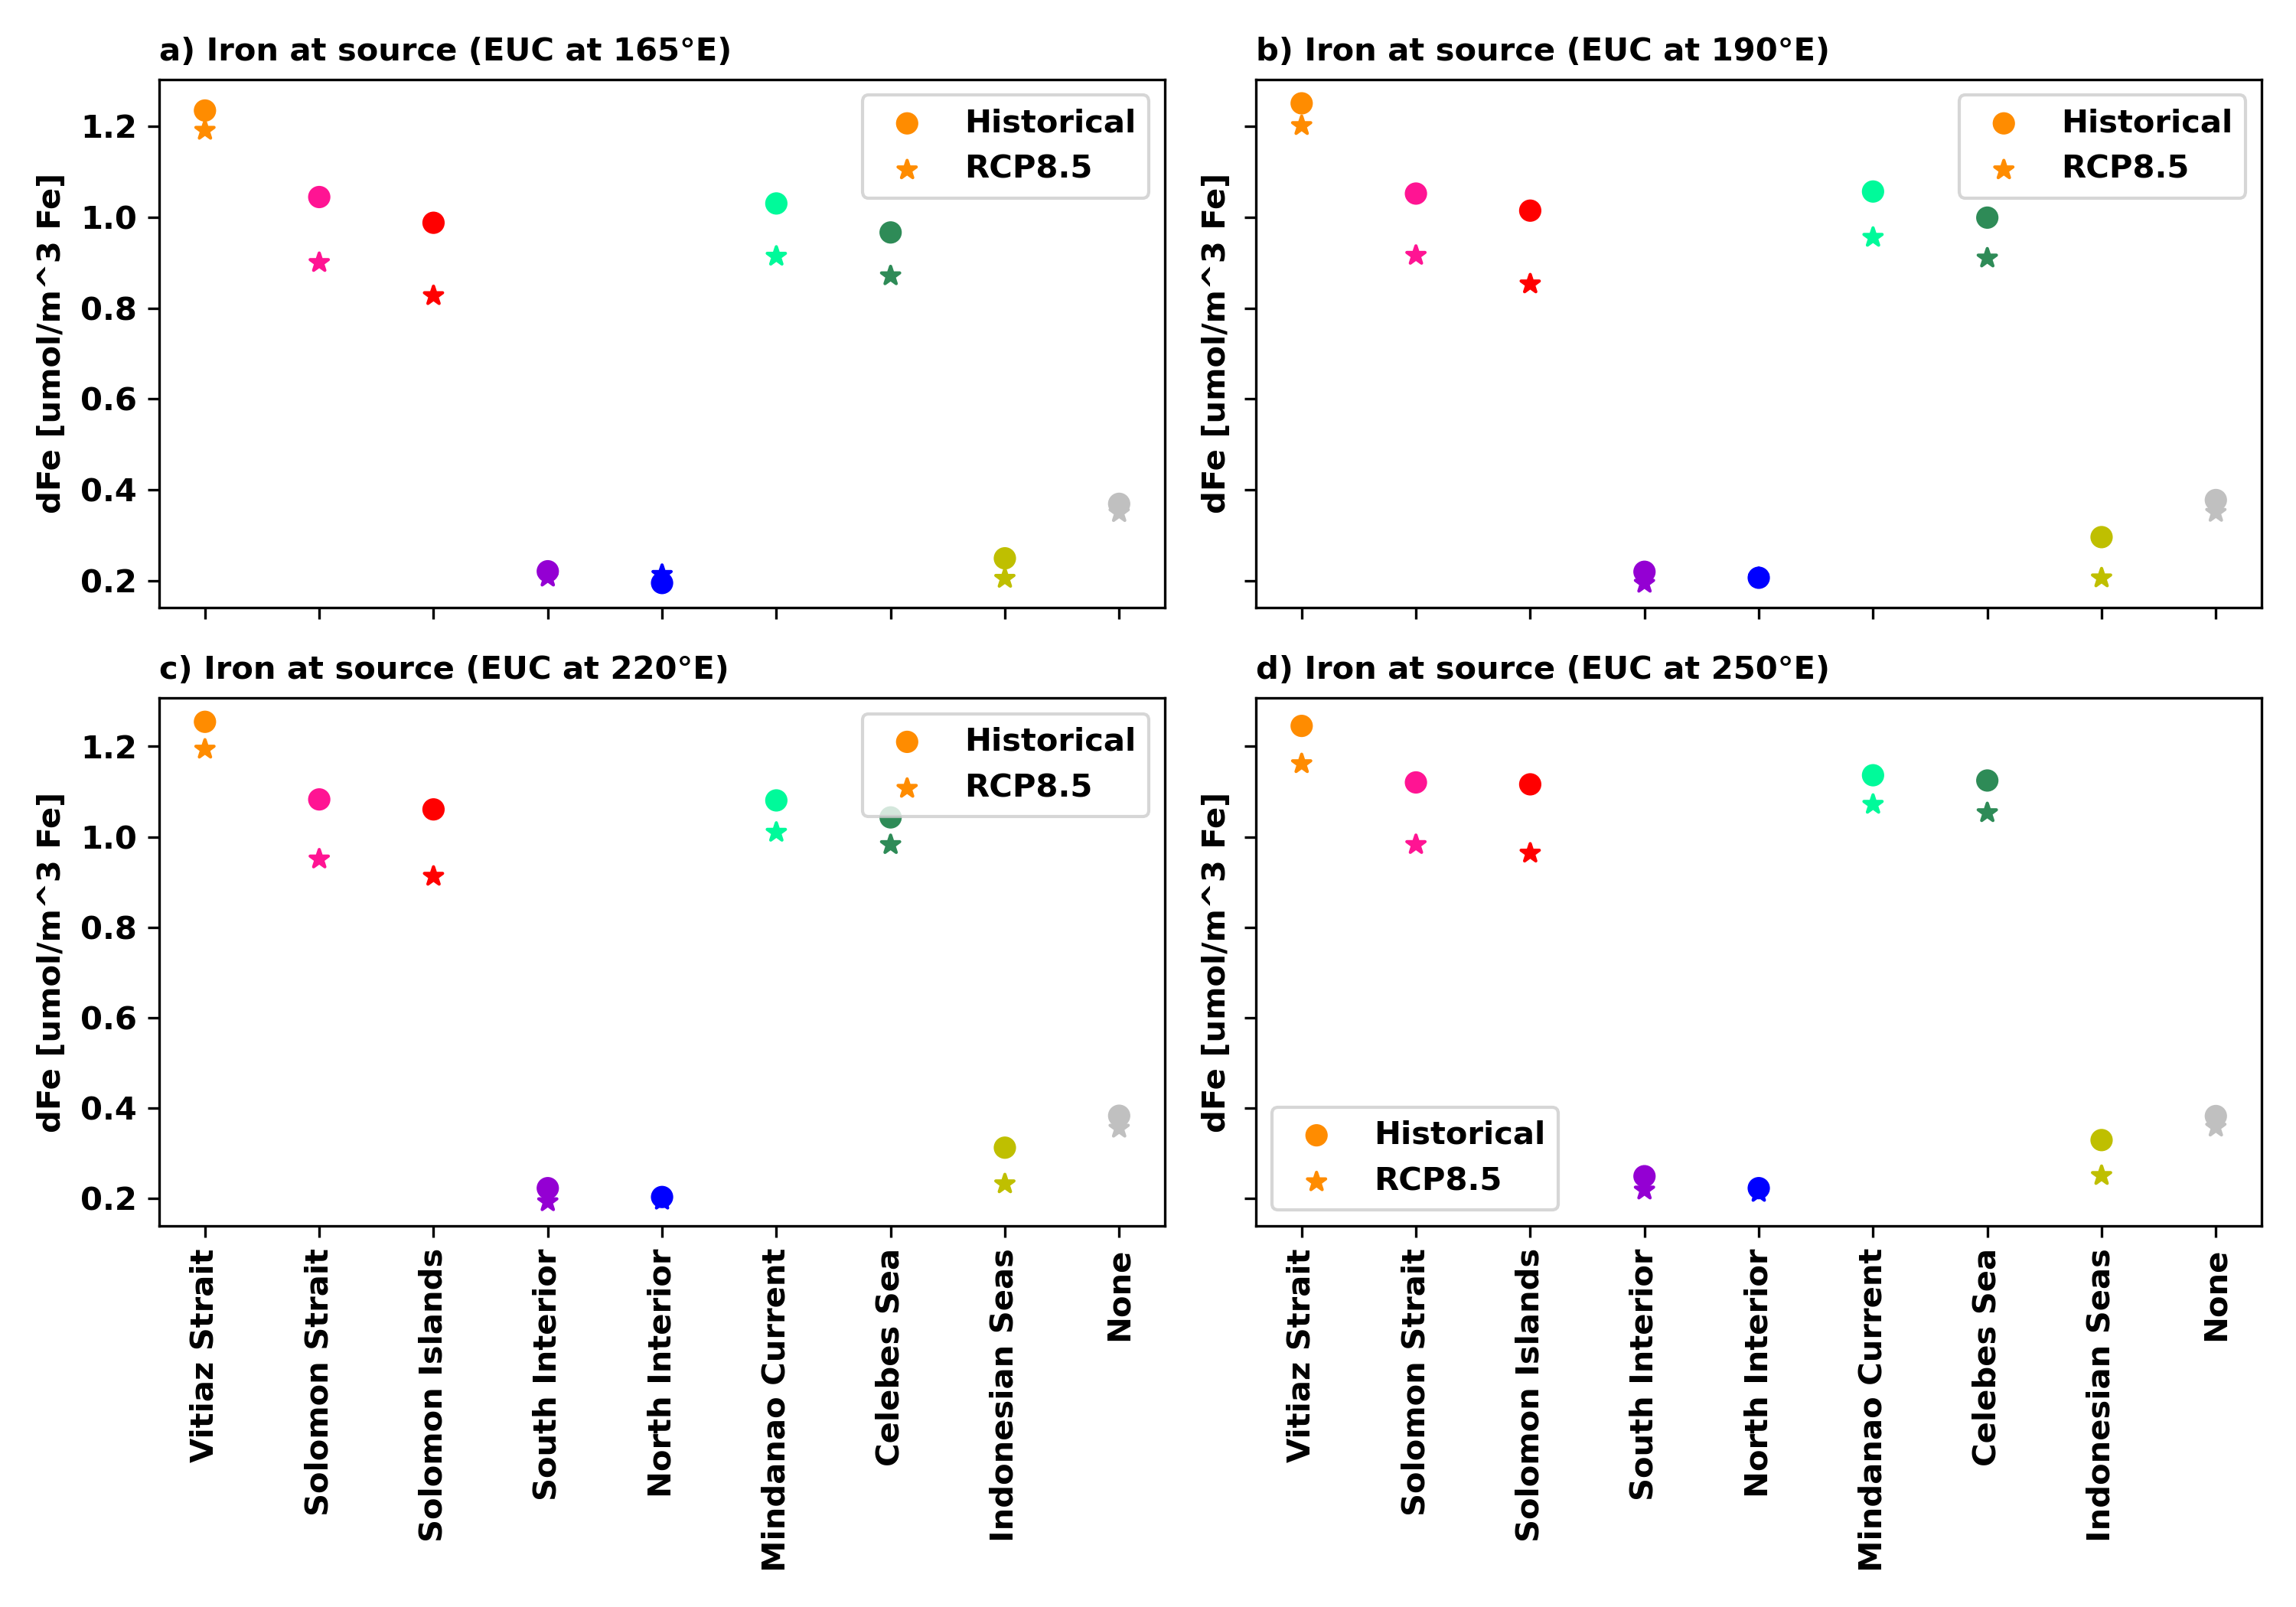 a) Iron at source (EUC at 165°E)
dFe [umol/m^3 Fe]
1.2
1.0
0.8
0.6
0.4
0.2
Historical
RCP8.5
b) Iron at source (EUC at 190°E)
dFe [umol/m^3 Fe]
Historical
RCP8.5
c) Iron at source (EUC at 220°E)
dFe [umol/m^3 Fe]
1.2
1.0
0.8
0.6
0.4
0.2
Historical
RCP8.5
Vitiaz Strait
Solomon Strait
Solomon Islands
South Interior
North Interior
Mindanao Current
Celebes Sea
Indonesian Seas
None
d) Iron at source (EUC at 250°E)
dFe [umol/m^3 Fe]
Historical
RCP8.5
Vitiaz Strait
Solomon Strait
Solomon Islands
South Interior
North Interior
Mindanao Current
Celebes Sea
Indonesian Seas
None